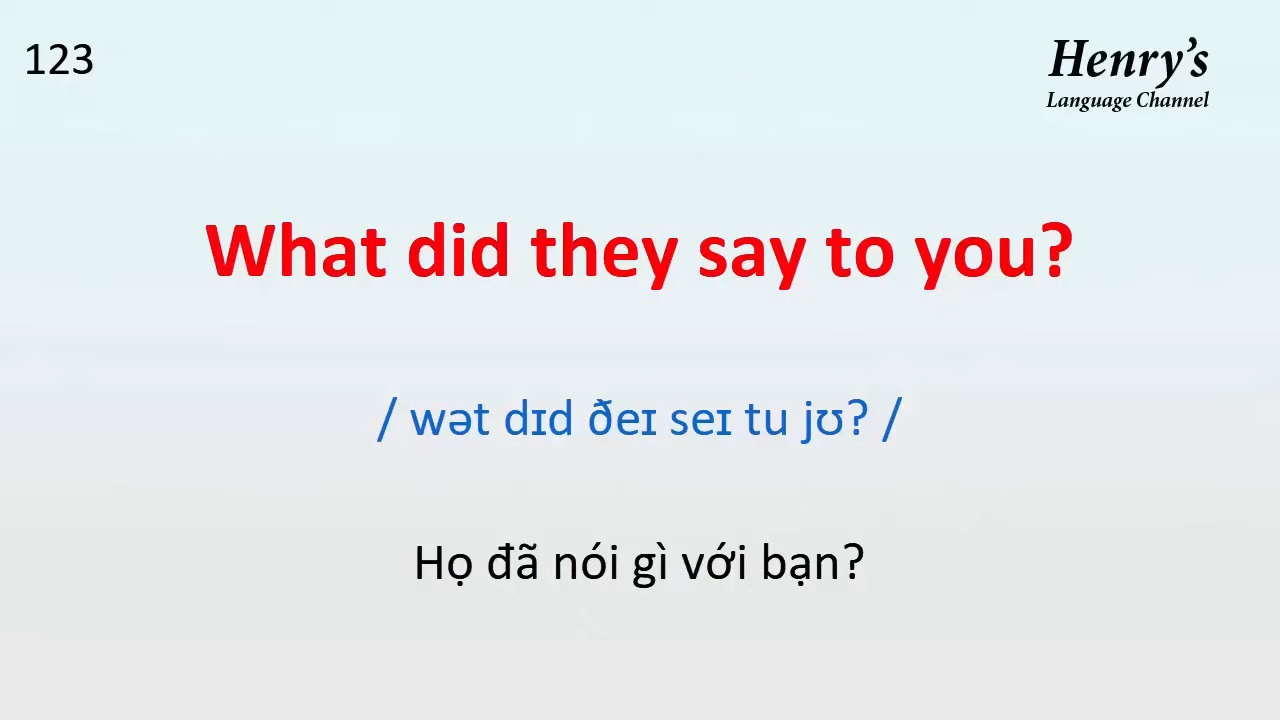 123
Henry's
Language Channel
What did they say to you?
/ wət dɪd ðeɪ seɪ tu jʊ? /
Họ đã nói gì với bạn?